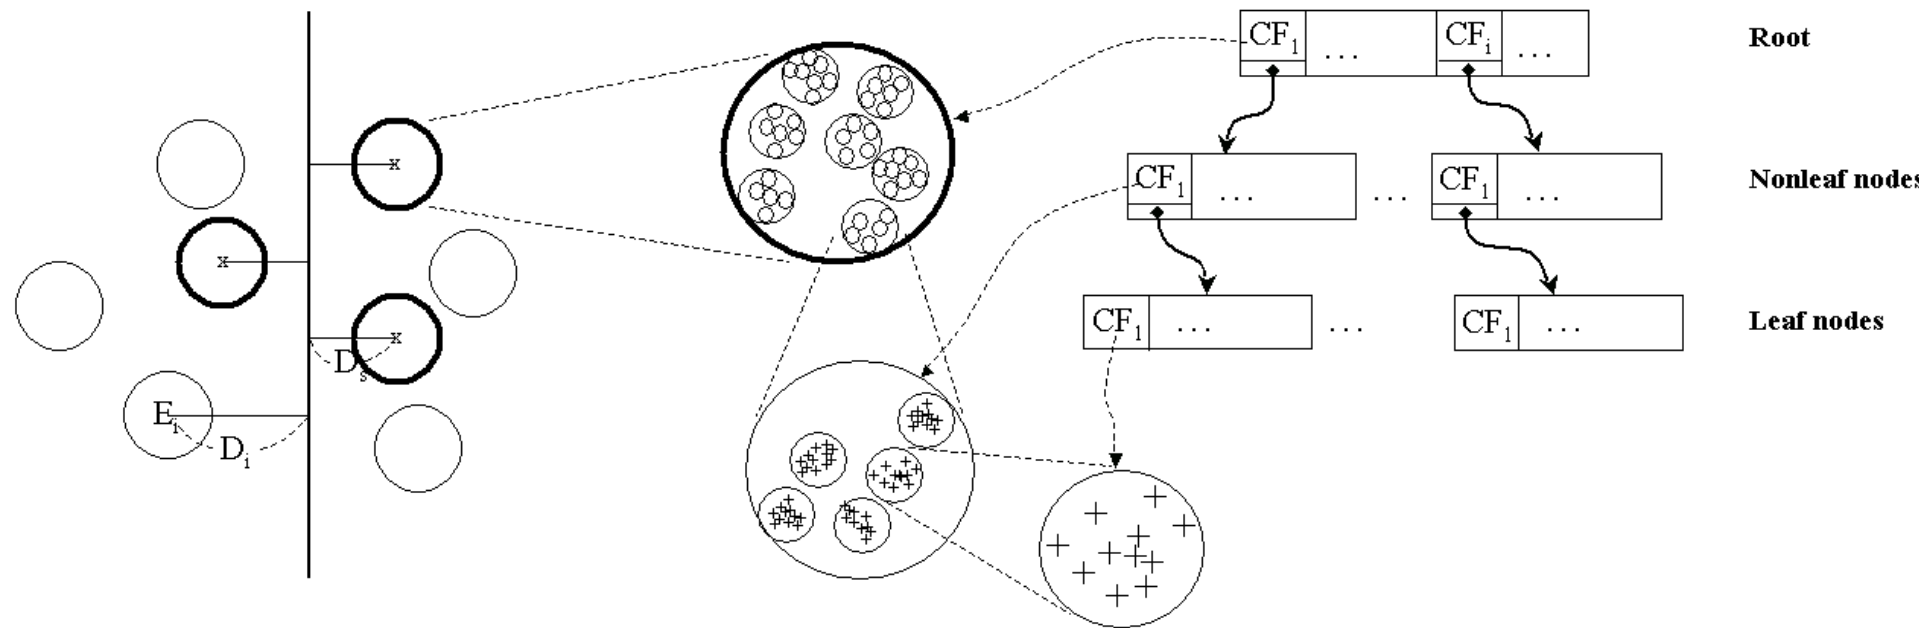 CF1 ... CFi ... Root
CF1 ... ... CF1 ... Nonleaf nodes
CF1 ... ... CF1 ... Leaf nodes
x
x
x
Ds
Ei
Di